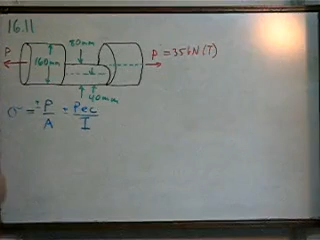 16.11
80mm
P
160mm
P = 35kN (T)
40mm
σ = ± P/A ± Pec/I